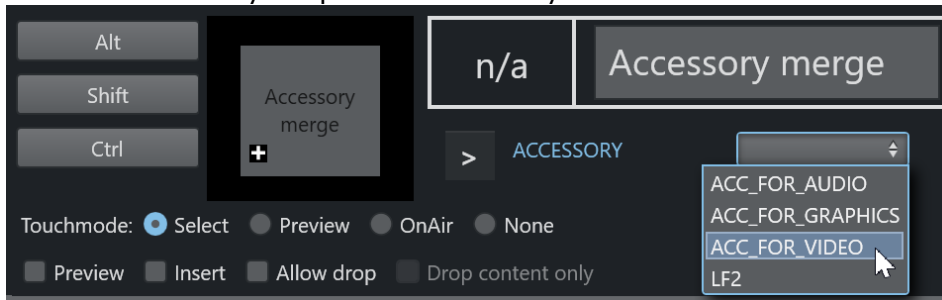 Alt
Shift
Ctrl
Accessory
merge
n/a
Accessory merge
>
ACCESSORY
ACC_FOR_AUDIO
ACC_FOR_GRAPHICS
ACC_FOR_VIDEO
LF2
Touchmode: Select Preview OnAir None
Preview Insert Allow drop Drop content only